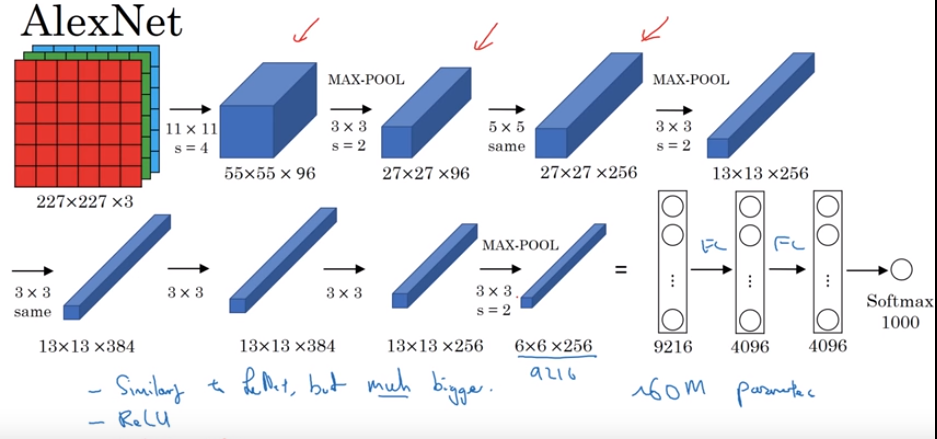 AlexNet
MAX-POOL
MAX-POOL
11 × 11
s = 4
3 × 3
s = 2
5 × 5
same
3 × 3
s = 2
55×55 × 96
27×27 ×96
27×27 ×256
13×13 ×256
227×227 ×3
FC
FC
MAX-POOL
=
3 × 3
same
3 × 3
3 × 3
3 × 3
s = 2
⋮
⋮
⋮
Softmax
1000
13×13 ×384
13×13 ×384
13×13 ×256
6×6 ×256
9216
4096
4096
9216
- Similar to LeNet, but much bigger.
- ReLU
~60M parameters